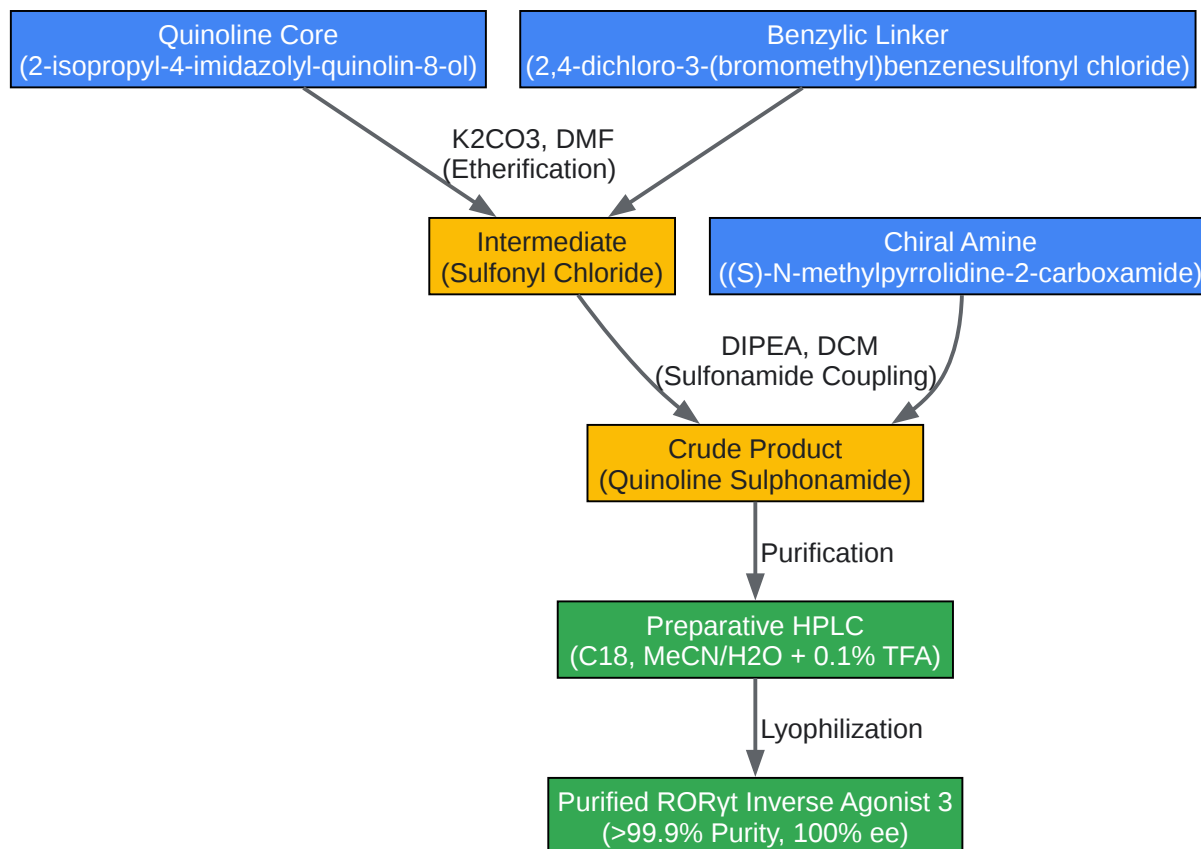 Quinoline Core
(2-isopropyl-4-imidazolyl-quinolin-8-ol)
Benzylic Linker
(2,4-dichloro-3-(bromomethyl)benzenesulfonyl chloride)
K2CO3, DMF
(Etherification)
Intermediate
(Sulfonyl Chloride)
Chiral Amine
((S)-N-methylpyrrolidine-2-carboxamide)
DIPEA, DCM
(Sulfonamide Coupling)
Crude Product
(Quinoline Sulphonamide)
Purification
Preparative HPLC
(C18, MeCN/H2O + 0.1% TFA)
Lyophilization
Purified RORγt Inverse Agonist 3
(>99.9% Purity, 100% ee)